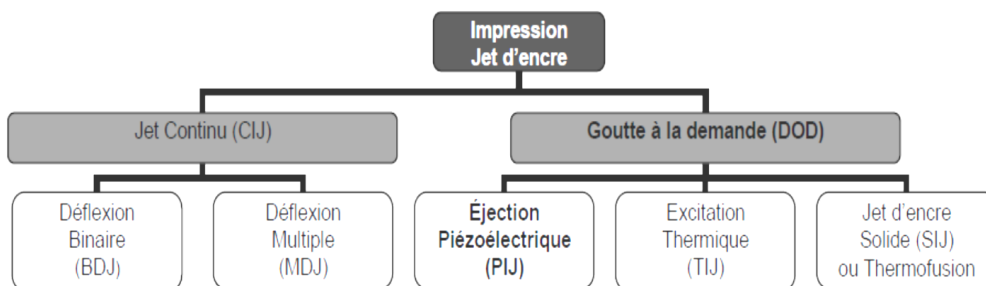 Impression
Jet d'encre
Jet Continu (CIJ)
Goutte à la demande (DOD)
Déflexion
Binaire
(BDJ)
Déflexion
Multiple
(MDJ)
Éjection
Piézoélectrique
(PIJ)
Excitation
Thermique
(TIJ)
Jet d'encre
Solide (SIJ)
ou Thermofusion